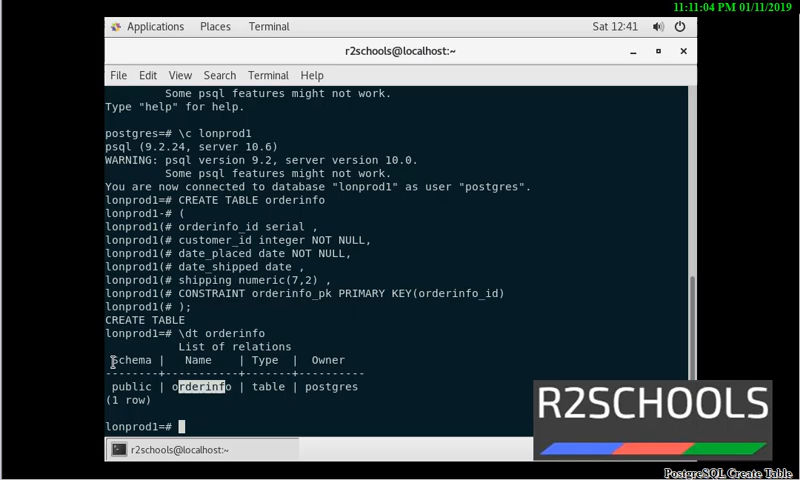 11:11:04 PM 01/11/2019
Applications Places Terminal Sat 12:41
r2schools@localhost:~
File Edit View Search Terminal Help
Some psql features might not work.
Type "help" for help.
postgres=# \c lonprod1
psql (9.2.24, server 10.6)
WARNING: psql version 9.2, server version 10.0.
Some psql features might not work.
You are now connected to database "lonprod1" as user "postgres".
lonprod1=# CREATE TABLE orderinfo
lonprod1-# (
lonprod1(# orderinfo_id serial ,
lonprod1(# customer_id integer NOT NULL,
lonprod1(# date_placed date NOT NULL,
lonprod1(# date_shipped date ,
lonprod1(# shipping numeric(7,2) ,
lonprod1(# CONSTRAINT orderinfo_pk PRIMARY KEY(orderinfo_id)
lonprod1(# );
CREATE TABLE
lonprod1=# \dt orderinfo
List of relations
Schema | Name | Type | Owner
--------+-----------+-------+----------
public | orderinfo | table | postgres
(1 row)
lonprod1=#
R2SCHOOLS
r2schools@localhost:~
PostgreSQL Create Table